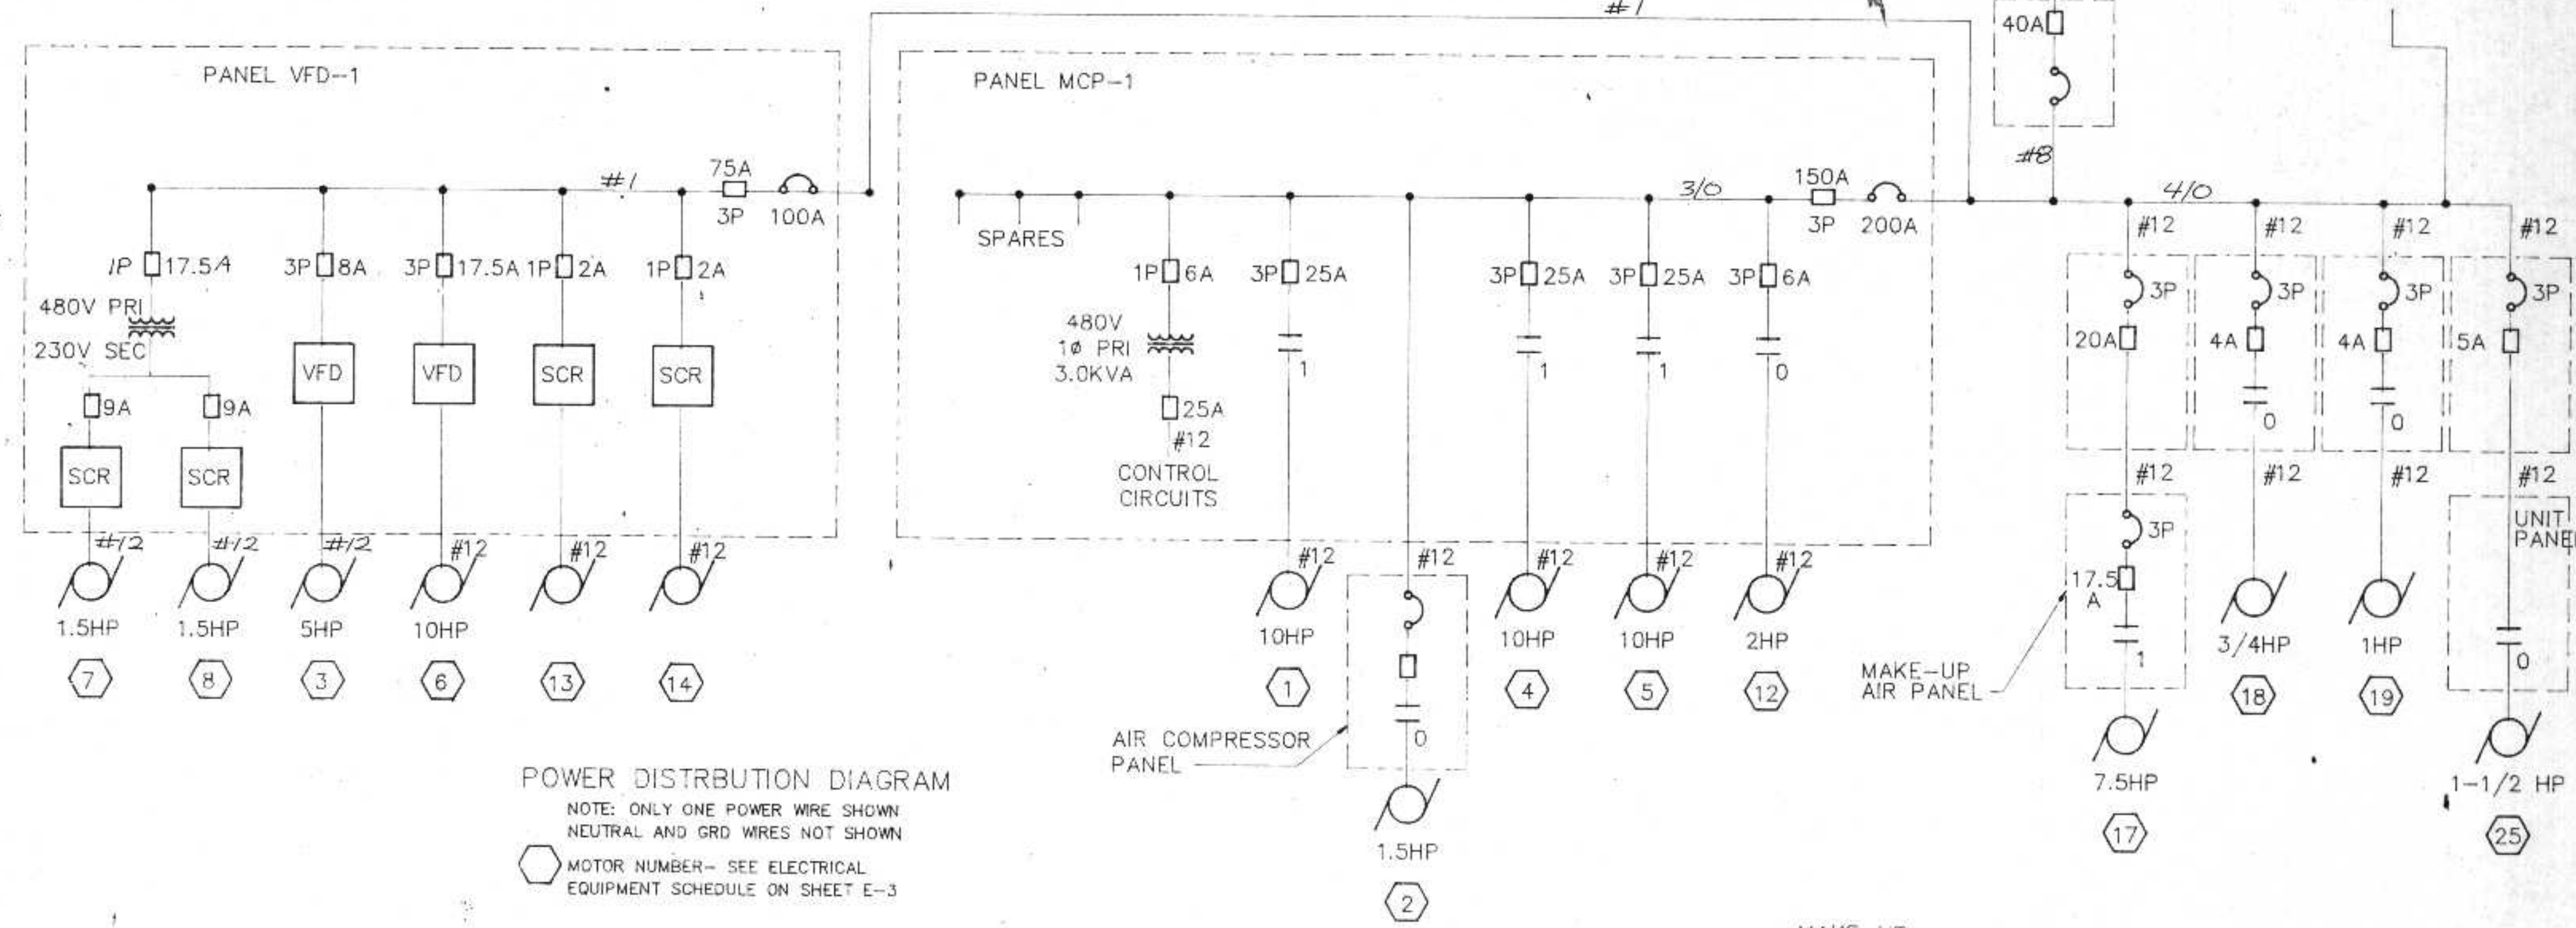 #1
40A
PANEL VFD-1
PANEL MCP-1
#8
75A
3P 100A
#1
150A
3P 200A
3/0
4/0
SPARES
#12 #12 #12 #12
1P 17.5A
3P 8A
3P 17.5A
1P 2A
1P 2A
1P 6A
3P 25A
3P 25A
3P 25A
3P 6A
3P 3P 3P 3P
20A 4A 4A 5A
480V PRI
230V SEC
9A 9A
VFD VFD SCR SCR
SCR SCR
480V
1ø PRI
3.0KVA
25A
#12
CONTROL
CIRCUITS
1 1 1 0
0 0
#12 #12 #12 #12
#12 #12 #12 #12 #12 #12
#12 #12 #12 #12 #12
3P
17.5
A
1
UNIT
0
1.5HP 1.5HP 5HP 10HP
7 8 3 6 13 14
10HP 10HP 10HP 2HP
1 4 5 12
3/4HP 1HP
18 19
MAKE-UP
AIR PANEL
AIR COMPRESSOR
PANEL
0
1.5HP
2
7.5HP
17
1-1/2 HP
25
POWER DISTRBUTION DIAGRAM
NOTE: ONLY ONE POWER WIRE SHOWN
NEUTRAL AND GRD WIRES NOT SHOWN
MOTOR NUMBER- SEE ELECTRICAL
EQUIPMENT SCHEDULE ON SHEET E-3